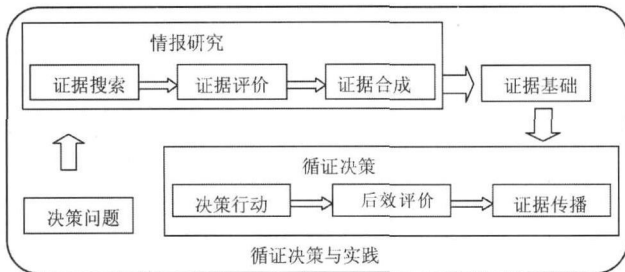 情报研究
证据搜索
证据评价
证据合成
证据基础
循证决策
决策行动
后效评价
证据传播
决策问题
循证决策与实践